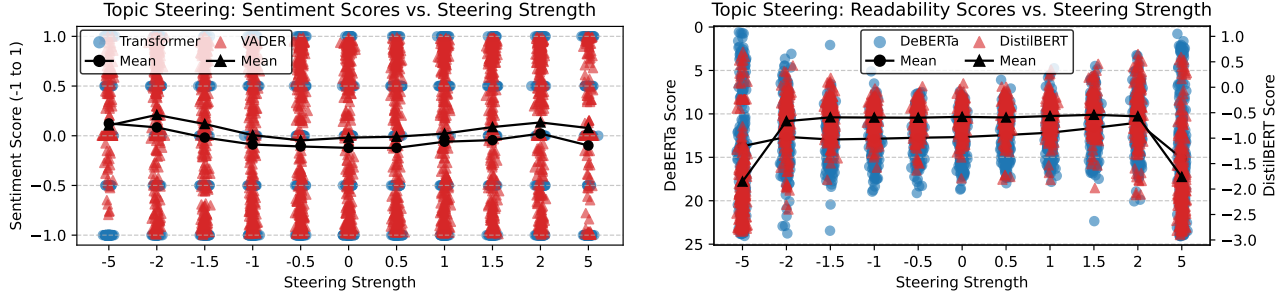 Topic Steering: Sentiment Scores vs. Steering Strength
Sentiment Score (-1 to 1)
1.0
0.5
0.0
−0.5
−1.0
Transformer
VADER
Mean
Mean
-5 -2 -1.5 -1 -0.5 0 0.5 1 1.5 2 5
Steering Strength
Topic Steering: Readability Scores vs. Steering Strength
DeBERTa Score
0
5
10
15
20
25
DeBERTa
DistilBERT
Mean
Mean
1.0
0.5
0.0
−0.5
−1.0
−1.5
−2.0
−2.5
−3.0
DistilBERT Score
-5 -2 -1.5 -1 -0.5 0 0.5 1 1.5 2 5
Steering Strength